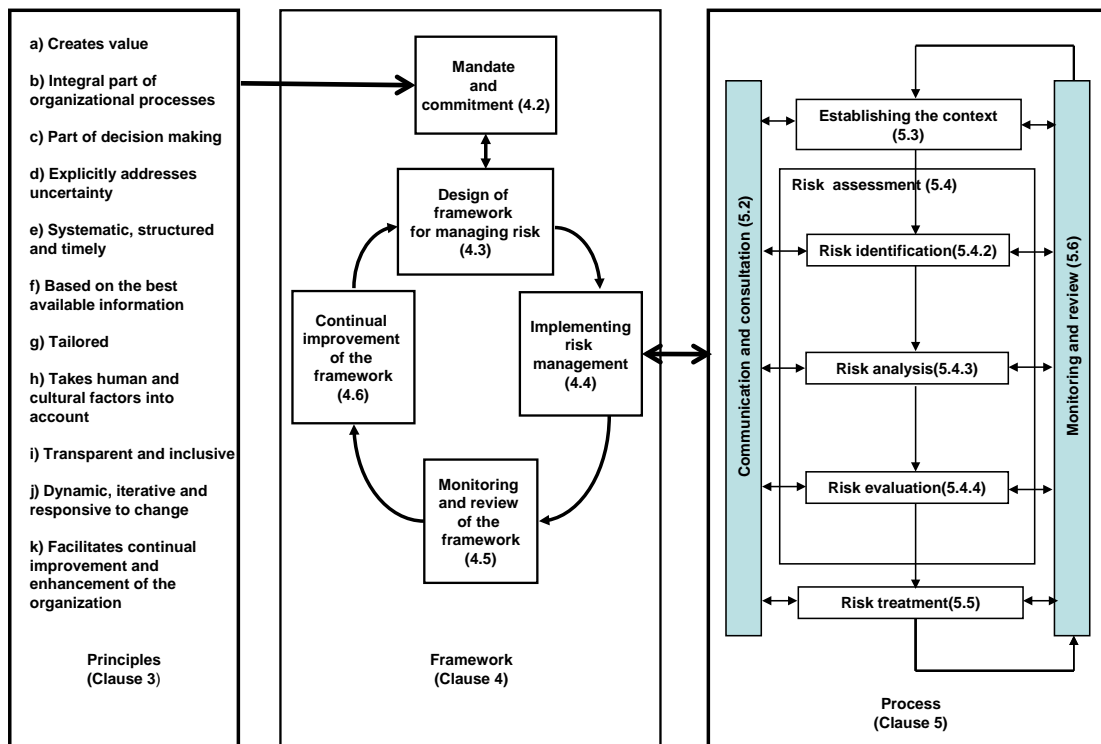 a) Creates value
b) Integral part of
organizational processes
c) Part of decision making
d) Explicitly addresses
uncertainty
e) Systematic, structured
and timely
f) Based on the best
available information
g) Tailored
h) Takes human and
cultural factors into
account
i) Transparent and inclusive
j) Dynamic, iterative and
responsive to change
k) Facilitates continual
improvement and
enhancement of the
organization
Principles
(Clause 3)
Mandate
and
commitment (4.2)
Design of
framework
for managing risk
(4.3)
Implementing
risk
management
(4.4)
Monitoring
and review
of the
framework
(4.5)
Continual
improvement
of the
framework
(4.6)
Framework
(Clause 4)
Communication and consultation (5.2)
Establishing the context
(5.3)
Risk assessment (5.4)
Risk identification(5.4.2)
Risk analysis(5.4.3)
Risk evaluation(5.4.4)
Risk treatment(5.5)
Monitoring and review (5.6)
Process
(Clause 5)